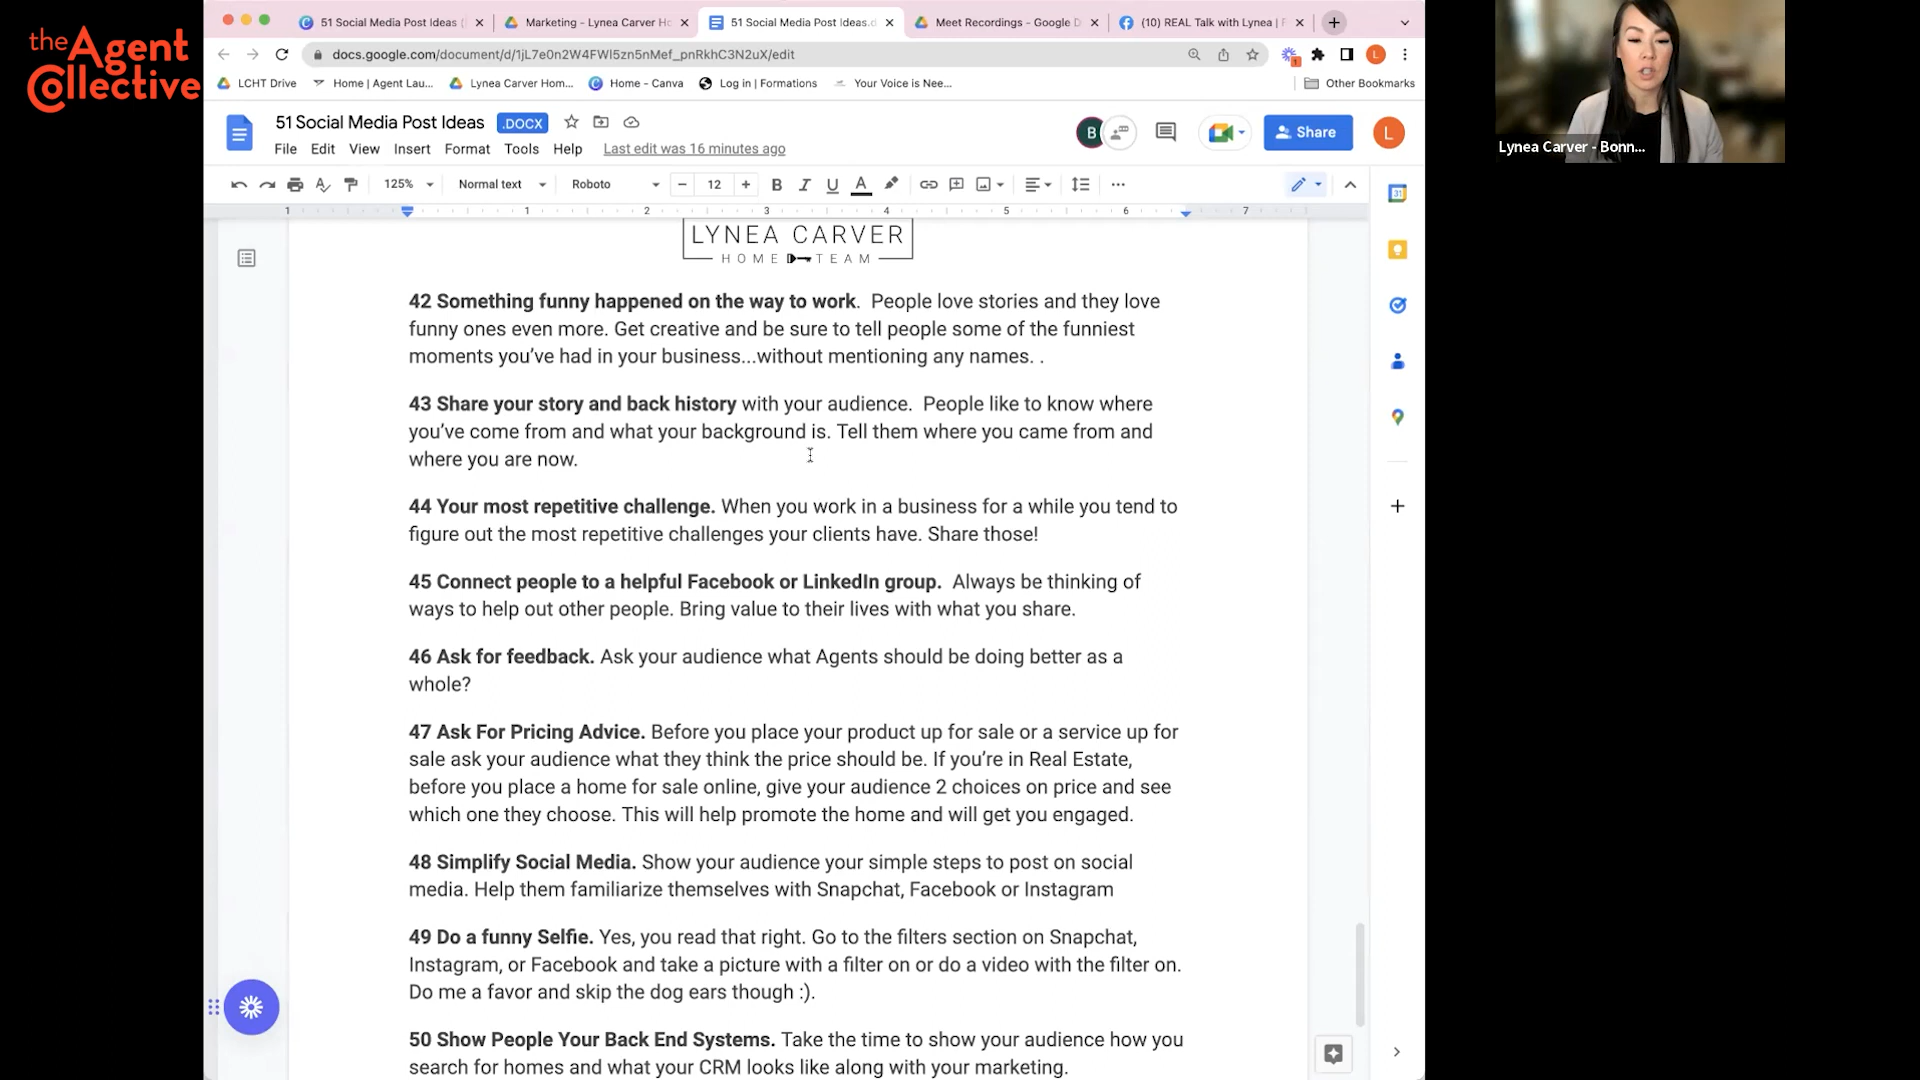 the Agent Collective
51 Social Media Post Ideas (
Marketing - Lynea Carver Ho
51 Social Media Post Ideas.d
Meet Recordings - Google D
(10) REAL Talk with Lynea |
docs.google.com/document/d/1jL7e0n2W4FWl5zn5nMef_pnRkhC3N2uX/edit
L
LCHT Drive
Home | Agent Lau...
Lynea Carver Hom...
Home - Canva
Log in | Formations
Your Voice is Nee...
Other Bookmarks
51 Social Media Post Ideas
.DOCX
B
Share
L
File Edit View Insert Format Tools Help
Last edit was 16 minutes ago
125%
Normal text
Roboto
12
B I U A
1 1 2 3 4 5 6 7
LYNEA CARVER
HOME TEAM
42 Something funny happened on the way to work.  People love stories and they love
funny ones even more. Get creative and be sure to tell people some of the funniest
moments you’ve had in your business...without mentioning any names. .
43 Share your story and back history with your audience.  People like to know where
you’ve come from and what your background is. Tell them where you came from and
where you are now.
44 Your most repetitive challenge. When you work in a business for a while you tend to
figure out the most repetitive challenges your clients have. Share those!
45 Connect people to a helpful Facebook or LinkedIn group.  Always be thinking of
ways to help out other people. Bring value to their lives with what you share.
46 Ask for feedback. Ask your audience what Agents should be doing better as a
whole?
47 Ask For Pricing Advice. Before you place your product up for sale or a service up for
sale ask your audience what they think the price should be. If you’re in Real Estate,
before you place a home for sale online, give your audience 2 choices on price and see
which one they choose. This will help promote the home and will get you engaged.
48 Simplify Social Media. Show your audience your simple steps to post on social
media. Help them familiarize themselves with Snapchat, Facebook or Instagram
49 Do a funny Selfie. Yes, you read that right. Go to the filters section on Snapchat,
Instagram, or Facebook and take a picture with a filter on or do a video with the filter on.
Do me a favor and skip the dog ears though :).
50 Show People Your Back End Systems. Take the time to show your audience how you
search for homes and what your CRM looks like along with your marketing.
Lynea Carver - Bonn...